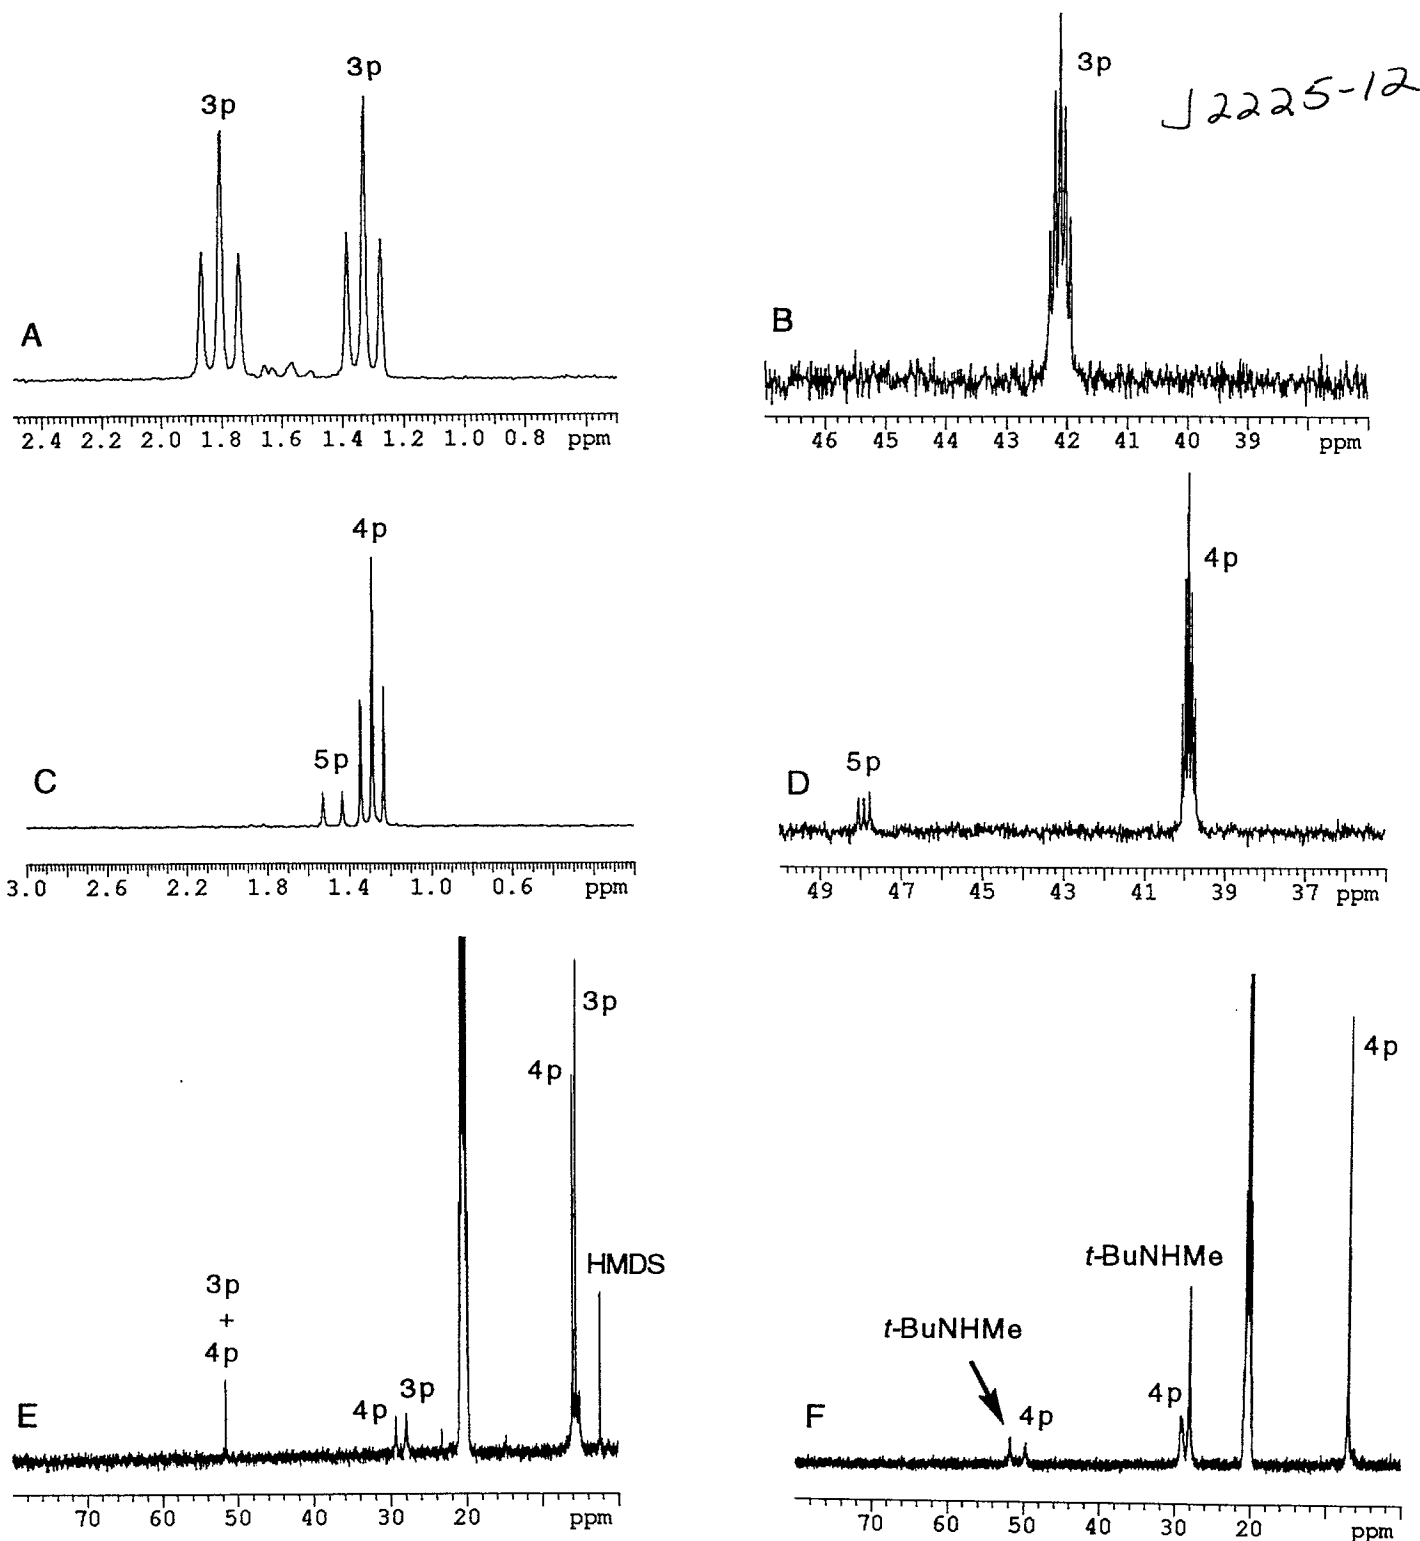 J2225-12
3p
3p
3p
A
B
2.4 2.2 2.0 1.8 1.6 1.4 1.2 1.0 0.8 ppm
46 45 44 43 42 41 40 39 ppm
4p
4p
5p
5p
C
D
3.0 2.6 2.2 1.8 1.4 1.0 0.6 ppm
49 47 45 43 41 39 37 ppm
3p
4p
HMDS
3p
+
4p
4p
3p
E
70 60 50 40 30 20 ppm
4p
t-BuNHMe
t-BuNHMe
4p
4p
F
70 60 50 40 30 20 ppm